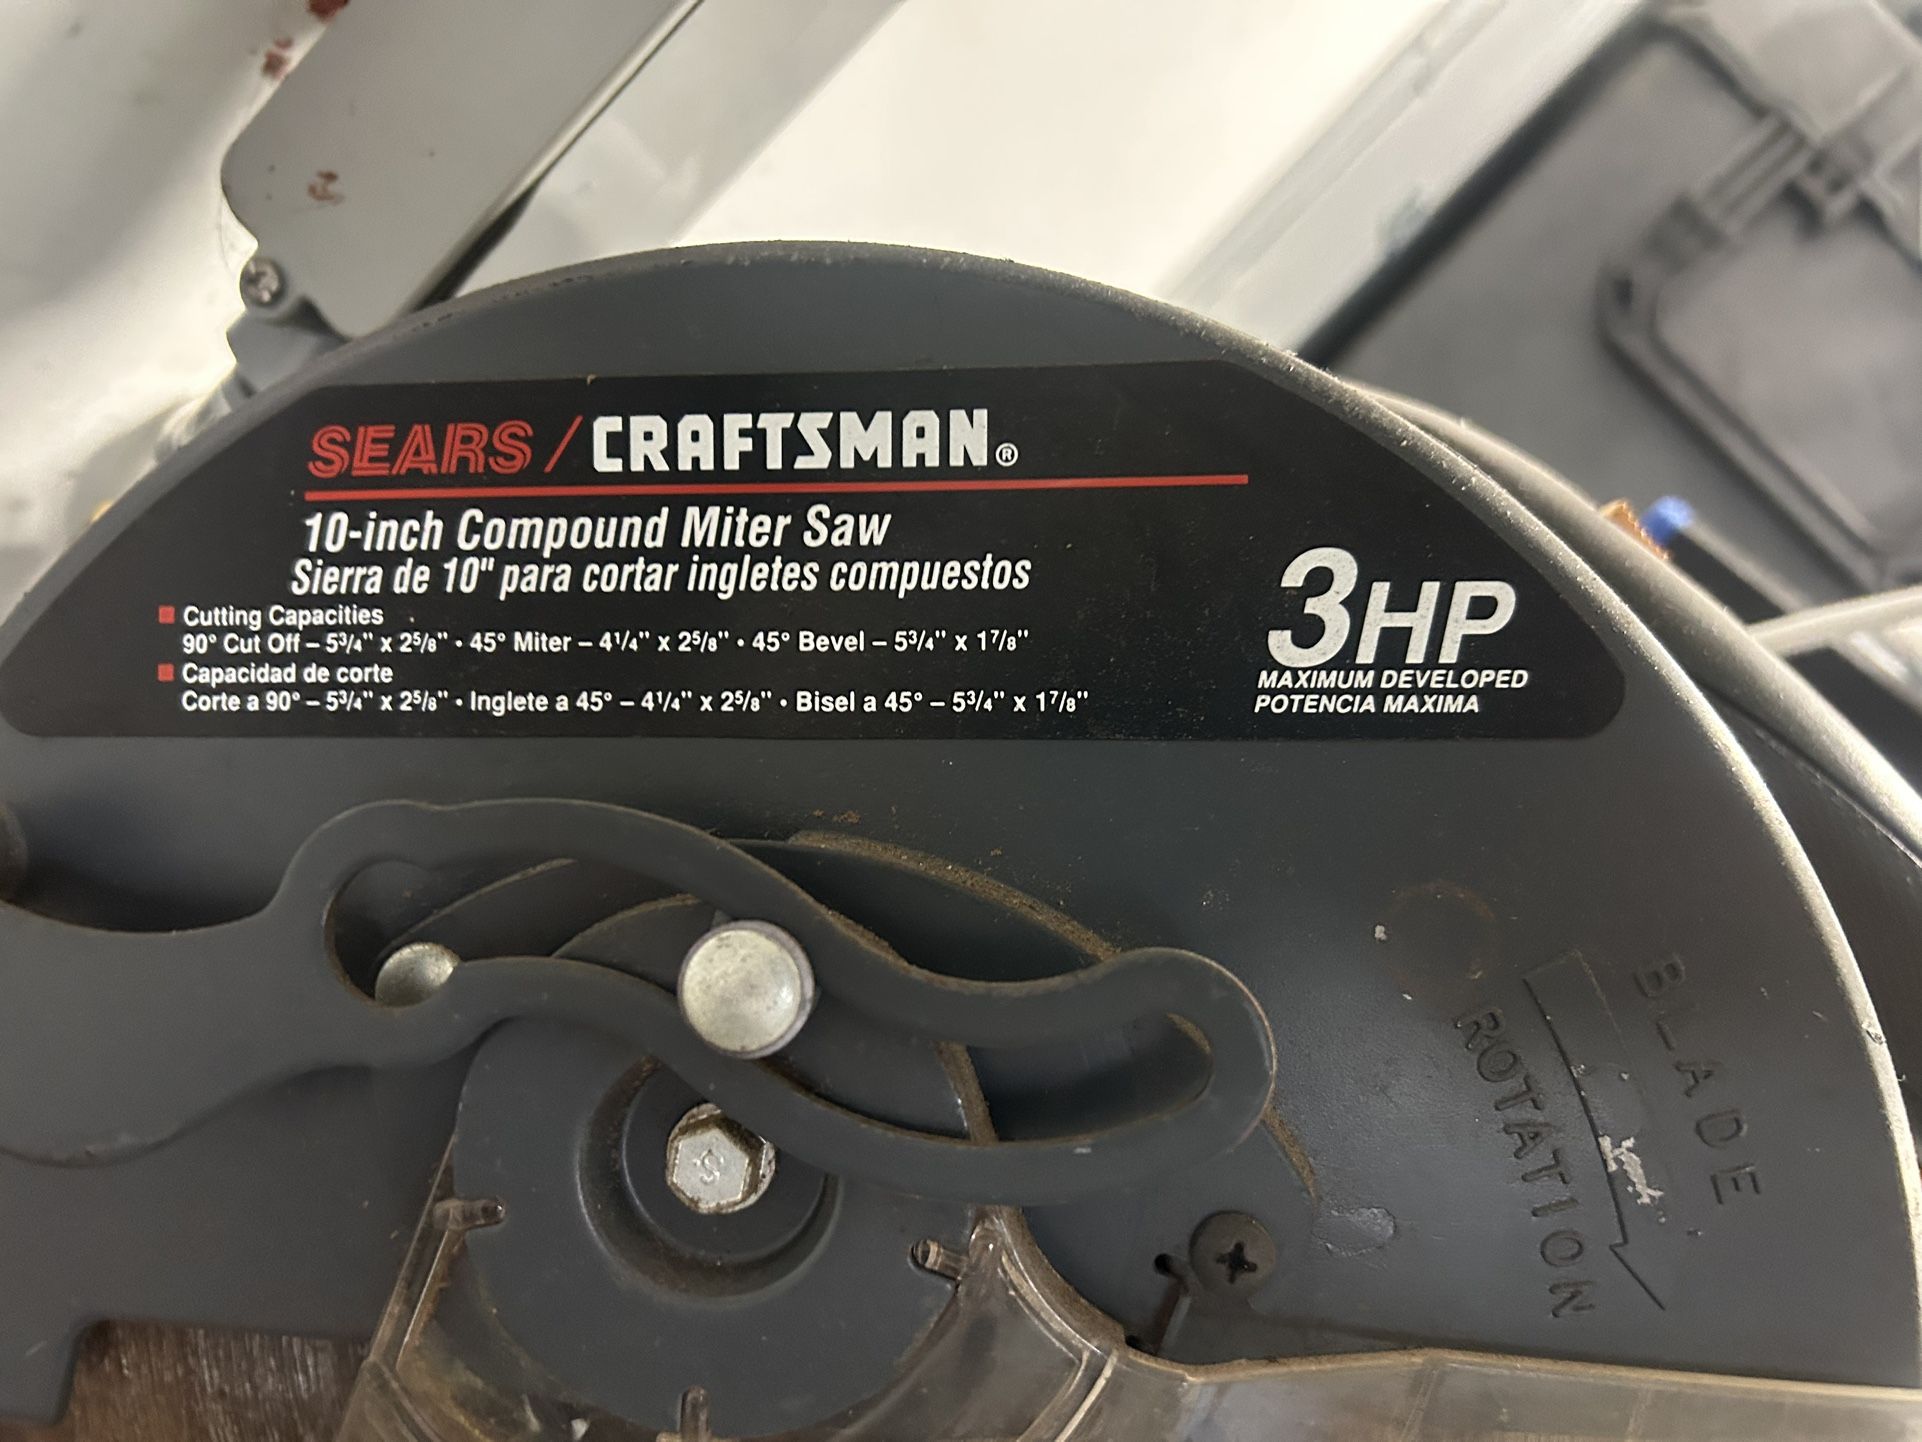 SEARS / CRAFTSMAN®
10-inch Compound Miter Saw
Sierra de 10" para cortar ingletes compuestos
Cutting Capacities
90° Cut Off – 5³/₄" x 2⁵/₈" • 45° Miter – 4¹/₄" x 2⁵/₈" • 45° Bevel – 5³/₄" x 1⁷/₈"
Capacidad de corte
Corte a 90° – 5³/₄" x 2⁵/₈" • Inglete a 45° – 4¹/₄" x 2⁵/₈" • Bisel a 45° – 5³/₄" x 1⁷/₈"
3HP
MAXIMUM DEVELOPED
POTENCIA MAXIMA
BLADE
ROTATION
S